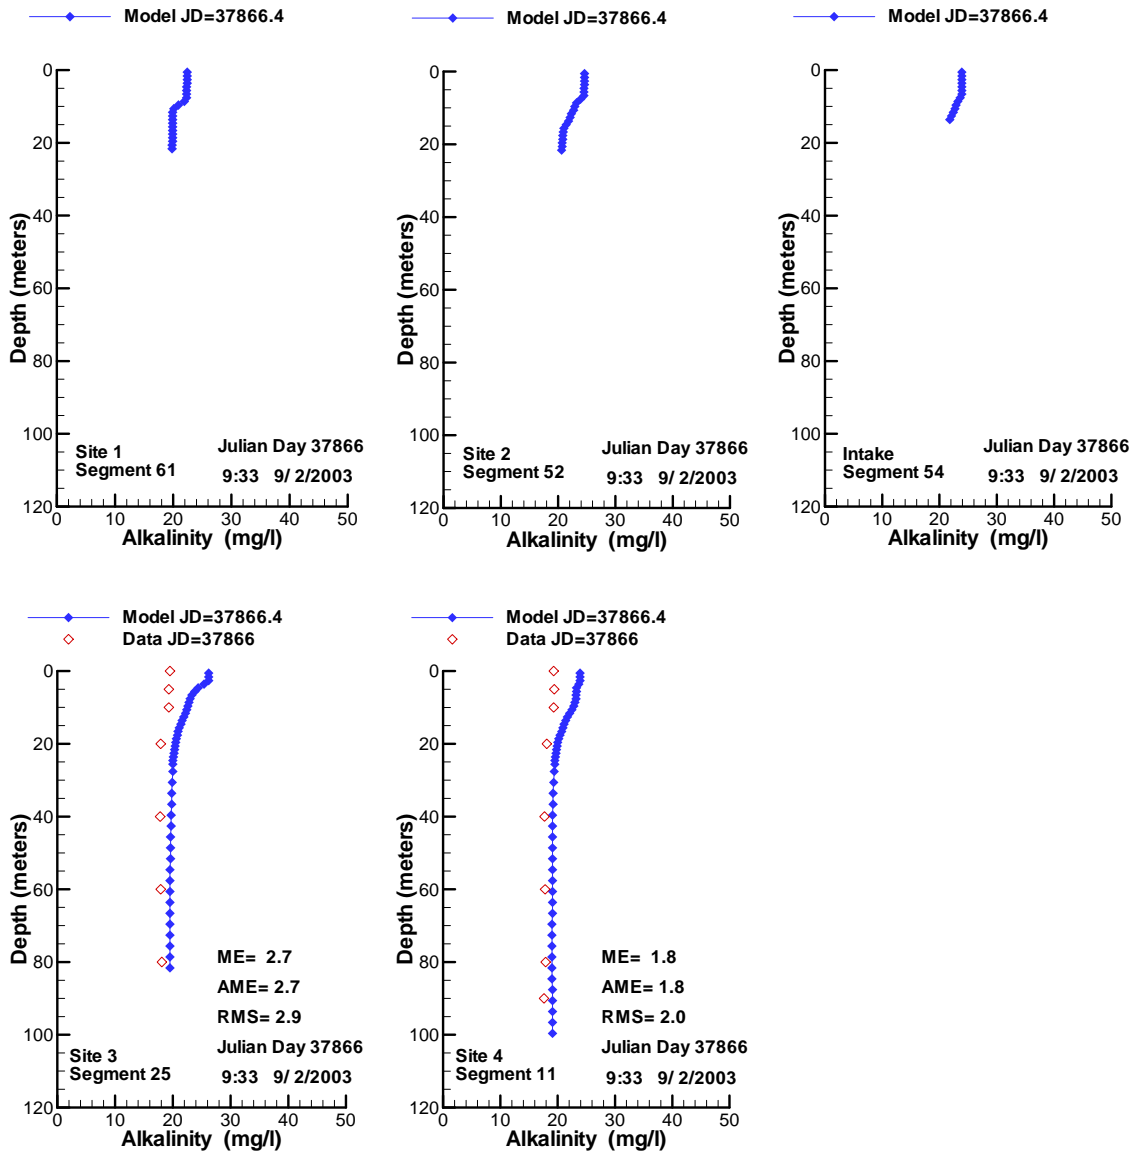 Model JD=37866.4
0
20
40
60
80
100
120
Depth (meters)
Site 1
Segment 61
Julian Day 37866
9:33 9/ 2/2003
0 10 20 30 40 50
Alkalinity (mg/l)
Model JD=37866.4
0
20
40
60
80
100
120
Depth (meters)
Site 2
Segment 52
Julian Day 37866
9:33 9/ 2/2003
0 10 20 30 40 50
Alkalinity (mg/l)
Model JD=37866.4
0
20
40
60
80
100
120
Depth (meters)
Intake
Segment 54
Julian Day 37866
9:33 9/ 2/2003
0 10 20 30 40 50
Alkalinity (mg/l)
Model JD=37866.4
Data JD=37866
0
20
40
60
80
100
120
Depth (meters)
ME= 2.7
AME= 2.7
RMS= 2.9
Site 3
Segment 25
Julian Day 37866
9:33 9/ 2/2003
0 10 20 30 40 50
Alkalinity (mg/l)
Model JD=37866.4
Data JD=37866
0
20
40
60
80
100
120
Depth (meters)
ME= 1.8
AME= 1.8
RMS= 2.0
Site 4
Segment 11
Julian Day 37866
9:33 9/ 2/2003
0 10 20 30 40 50
Alkalinity (mg/l)